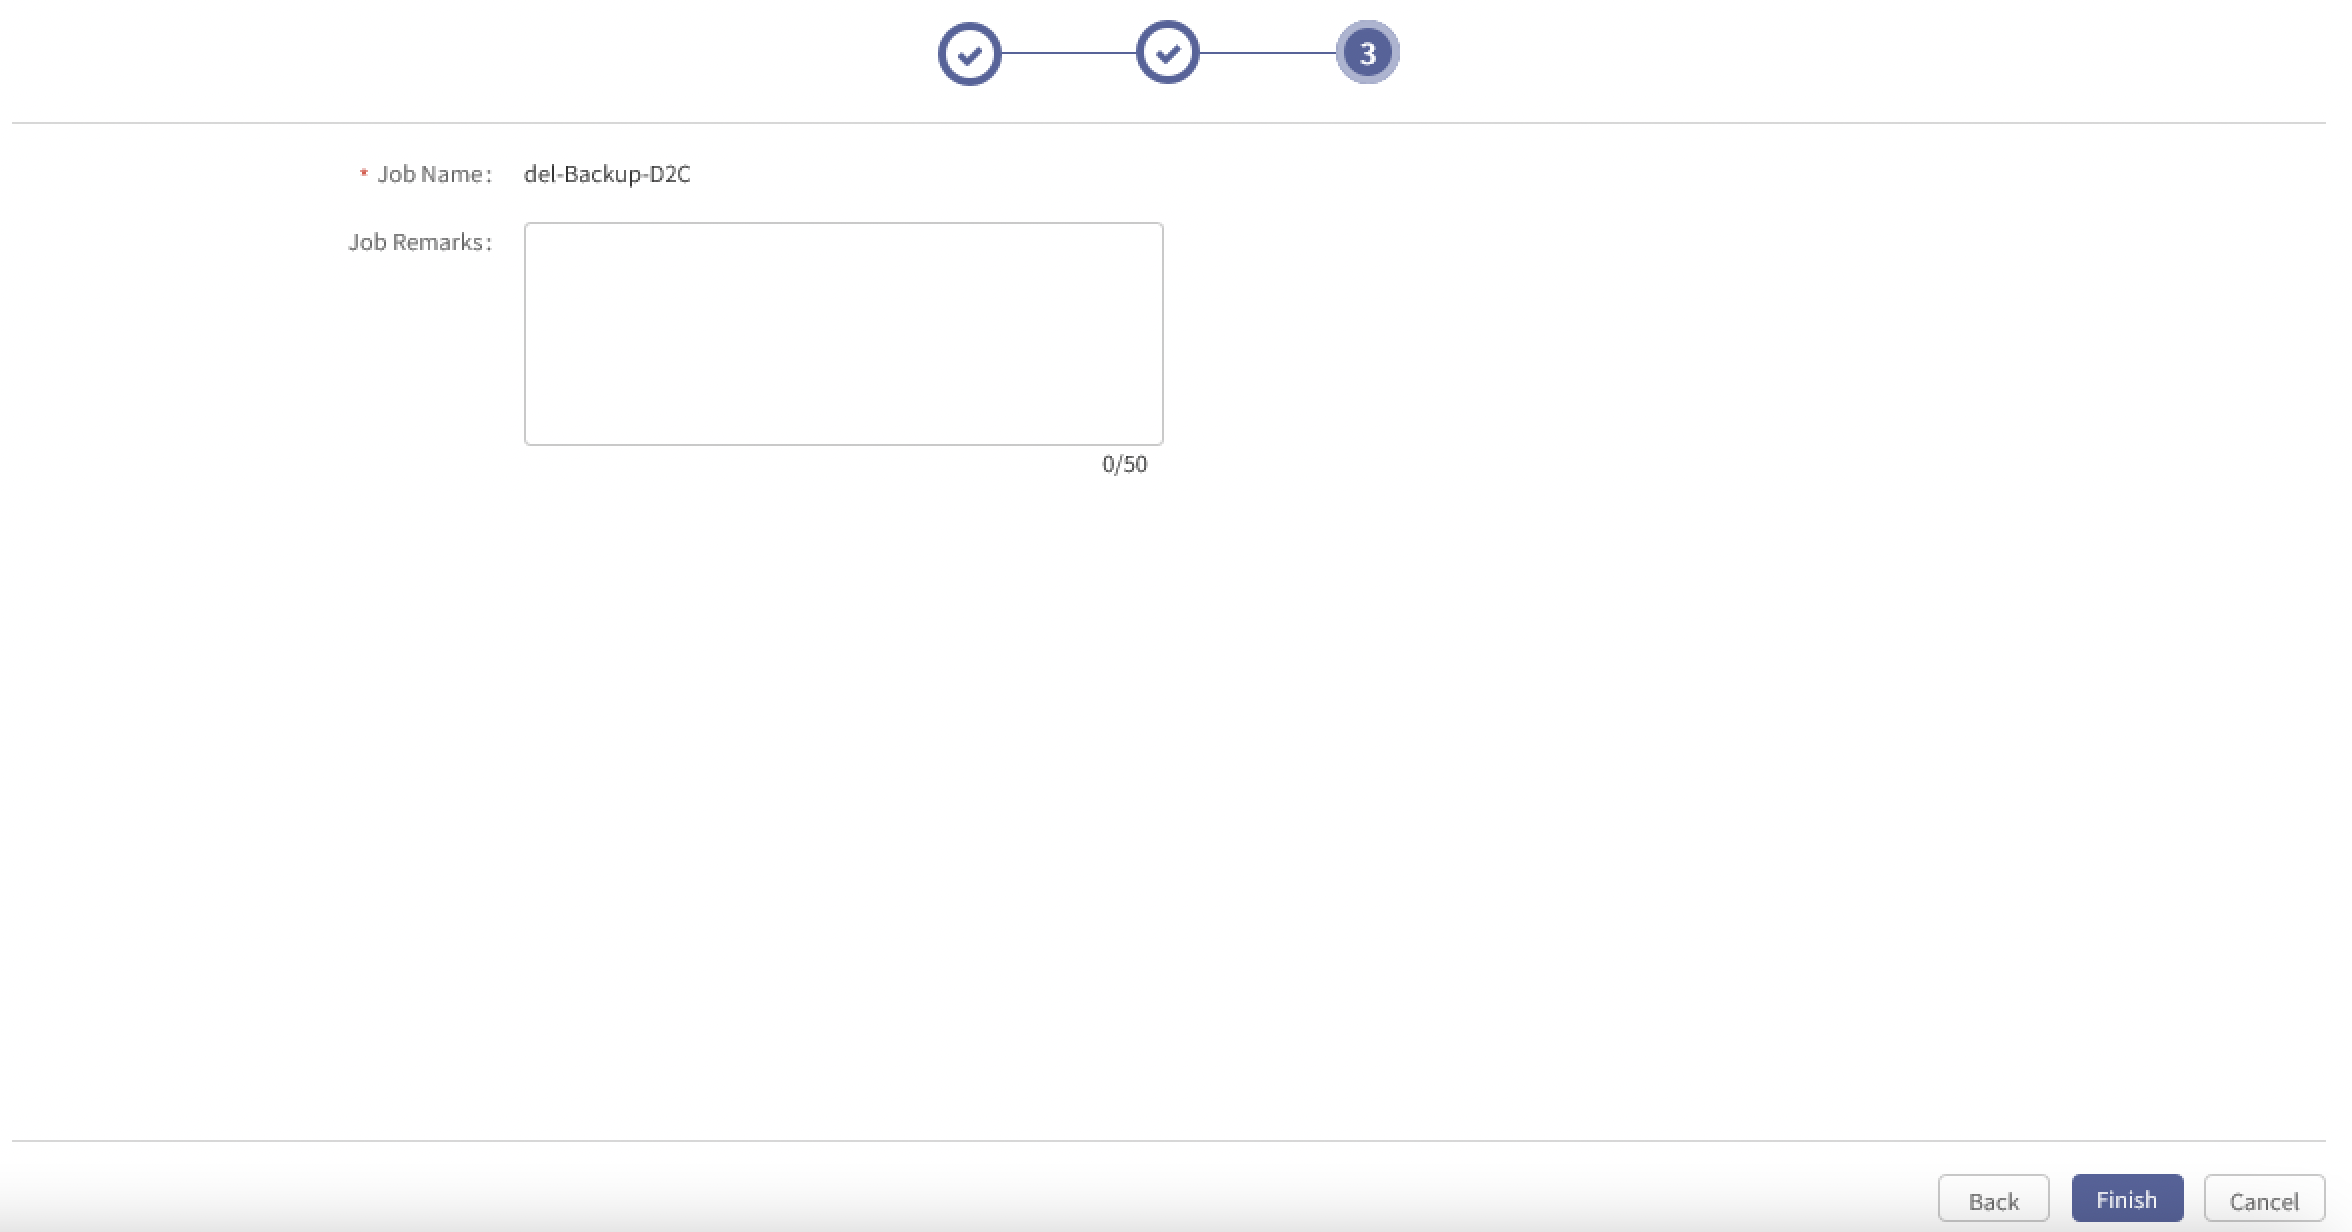 3
* Job Name:
del-Backup-D2C
Job Remarks:
0/50
Back
Finish
Cancel